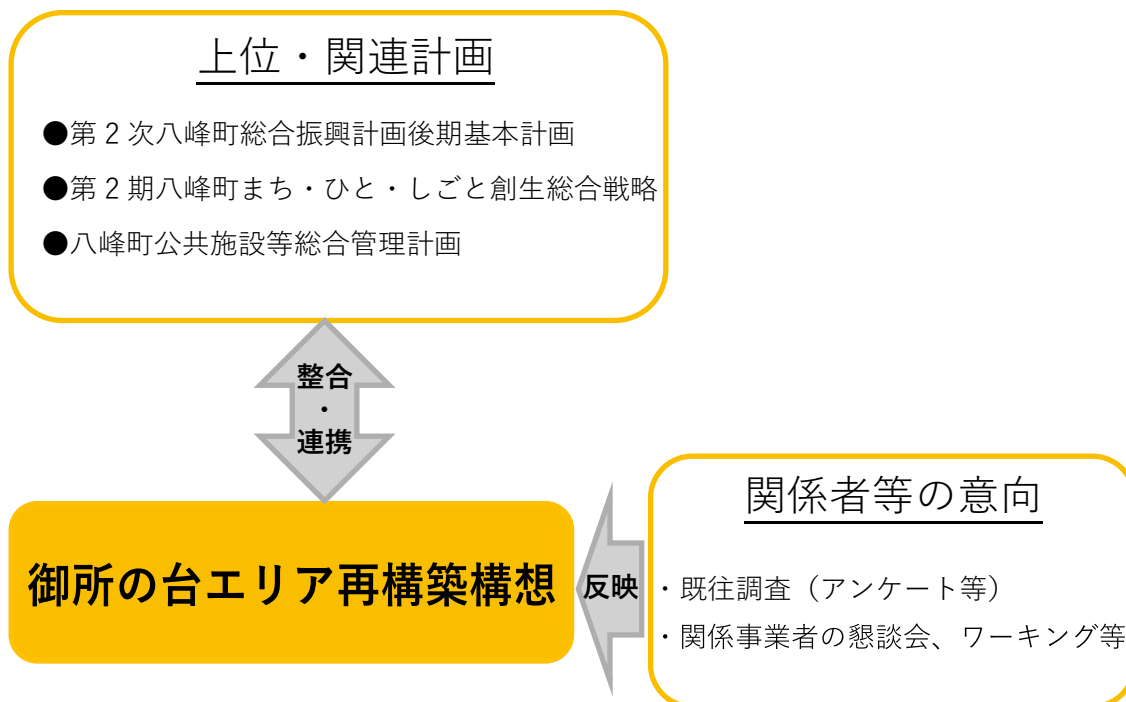 上位・関連計画
●第２次八峰町総合振興計画後期基本計画
●第２期八峰町まち・ひと・しごと創生総合戦略
●八峰町公共施設等総合管理計画
整合
・
連携
御所の台エリア再構築構想
反映
関係者等の意向
・既往調査（アンケート等）
・関係事業者の懇談会、ワーキング等